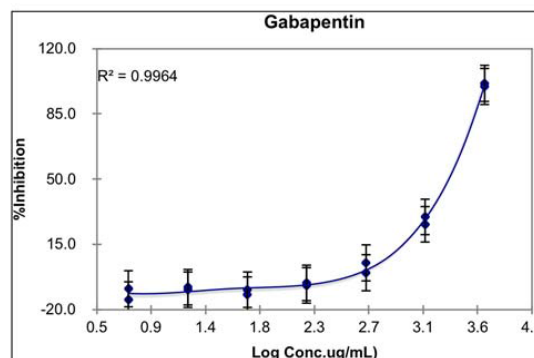 Gabapentin
120.0
R² = 0.9964
85.0
50.0
15.0
-20.0
%Inhibition
0.5 0.9 1.4 1.8 2.3 2.7 3.1 3.6 4.
Log Conc.ug/mL)